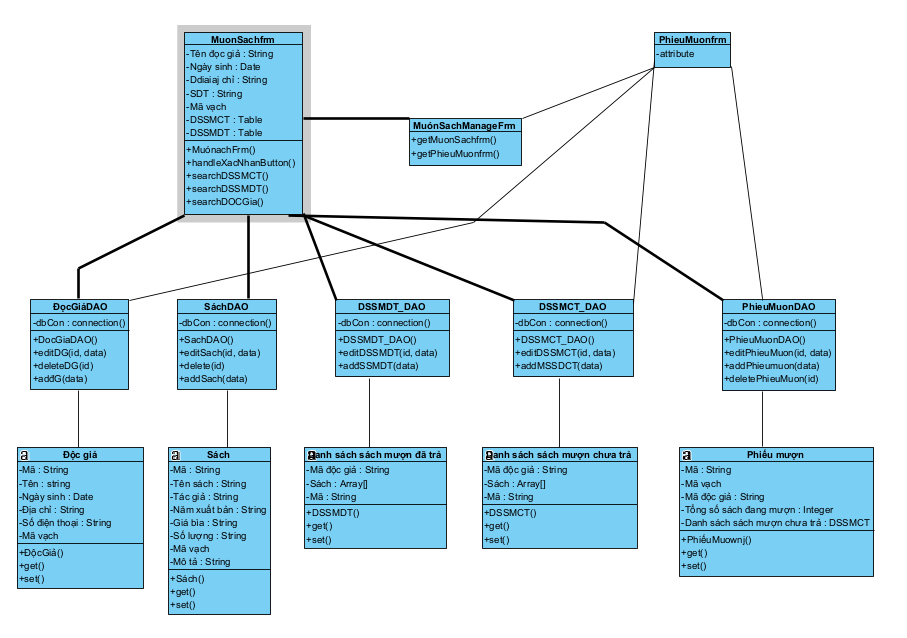 MuonSachfrm
-Tên đọc giả : String
-Ngày sinh : Date
-Ddiaiaj chỉ : String
-SDT : String
-Mã vạch
-DSSMCT : Table
-DSSMDT : Table
+MuónachFrm()
+handleXacNhanButton()
+searchDSSMCT()
+searchDSSMDT()
+searchDOCGia()
PhieuMuonfrm
-attribute
MuónSachManageFrm
+getMuonSachfrm()
+getPhieuMuonfrm()
ĐọcGiảDAO
-dbCon : connection()
+DocGiaDAO()
+editDG(id, data)
+deleteDG(id)
+addG(data)
SáchDAO
-dbCon : connection()
+SachDAO()
+editSach(id, data)
+delete(id)
+addSach(data)
DSSMDT_DAO
-dbCon : connection()
+DSSMDT_DAO()
+editDSSMDT(id, data)
+addSSMDT(data)
DSSMCT_DAO
-dbCon : connection()
+DSSMCT_DAO()
+editDSSMCT(id, data)
+addMSSDCT(data)
PhieuMuonDAO
-dbCon : connection()
+PhieuMuonDAO()
+editPhieuMuon(id, data)
+addPhieumuon(data)
+deletePhieuMuon(id)
a
Độc giả
-Mã : String
-Tên : string
-Ngày sinh : Date
-Địa chỉ : String
-Số điện thoại : String
-Mã vạch
+ĐộcGiả()
+get()
+set()
a
Sách
-Mã : String
-Tên sách : String
-Tác giả : String
-Năm xuất bản : String
-Giá bìa : String
-Số lượng : String
-Mã vạch
-Mô tả : String
+Sách()
+get()
+set()
a
Danh sách sách mượn đã trả
-Mã độc giả : String
-Sách : Array[]
-Mã : String
+DSSMDT()
+get()
+set()
a
Danh sách sách mượn chưa trả
-Mã độc giả : String
-Sách : Array[]
-Mã : String
+DSSMCT()
+get()
+set()
a
Phiếu mượn
-Mã : String
-Mã vạch
-Mã độc giả : String
-Tổng số sách đang mượn : Integer
-Danh sách sách mượn chưa trả : DSSMCT
+PhiếuMuownj()
+get()
+set()